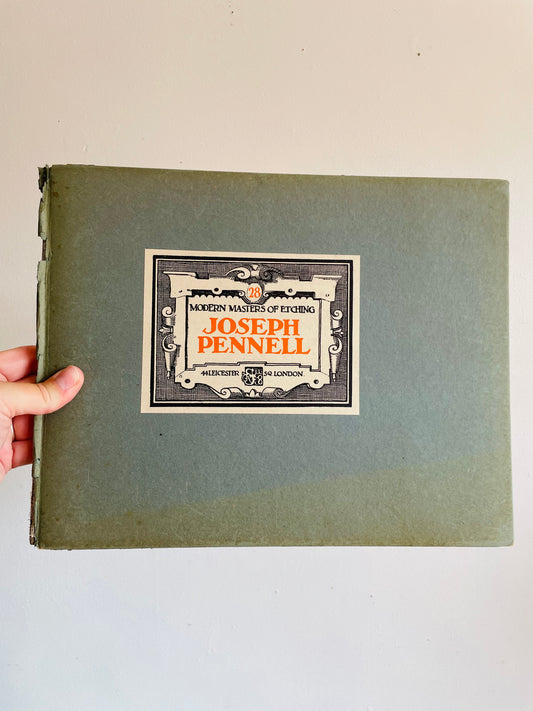 28
MODERN MASTERS OF ETCHING
JOSEPH
PENNELL
44 LEICESTER SQ LONDON.